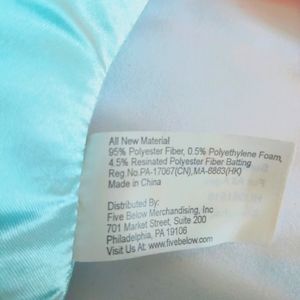 All New Material
95% Polyester Fiber, 0.5% Polyethylene Foam,
4.5% Resinated Polyester Fiber Batting
Reg.No.PA-17067(CN),MA-8863(HK)
Made in China
Distributed By:
Five Below Merchandising, Inc
701 Market Street, Suite 200
Philadelphia, PA 19106
Visit Us At: www.fivebelow.com